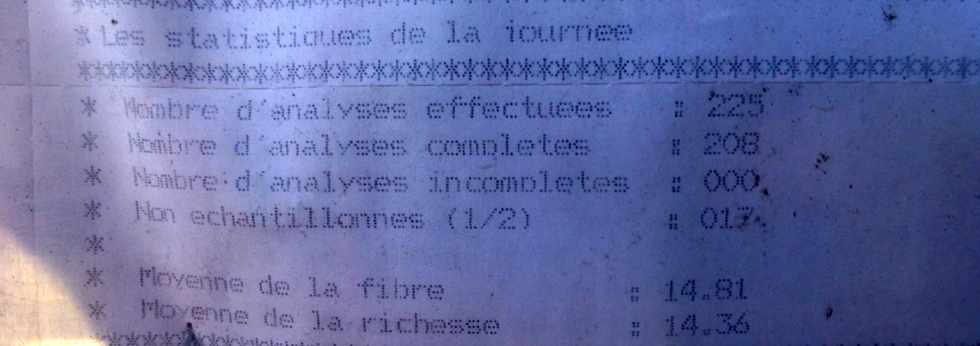 *Les statistiques de la journee
*******************************************************************
* Nombre d'analyses effectuees : 225
* Nombre d'analyses completes : 208
* Nombre d'analyses incompletes : 000
* Non echantillonnes (1/2) : 017
*
* Moyenne de la fibre : 14.81
* Moyenne de la richesse : 14.36